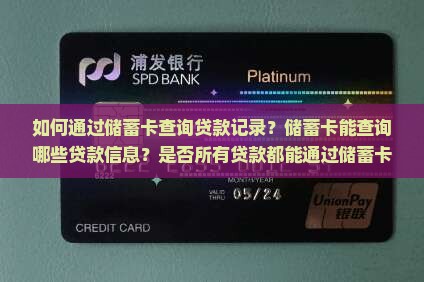 浦发银行
SPD BANK
Platinum
如何通过储蓄卡查询贷款记录？储蓄卡能查询
哪些贷款信息？是否所有贷款都能通过储蓄卡
MONTH/YEAR
VALID
THRU
05/24
CREDIT CARD
UnionPay
银联